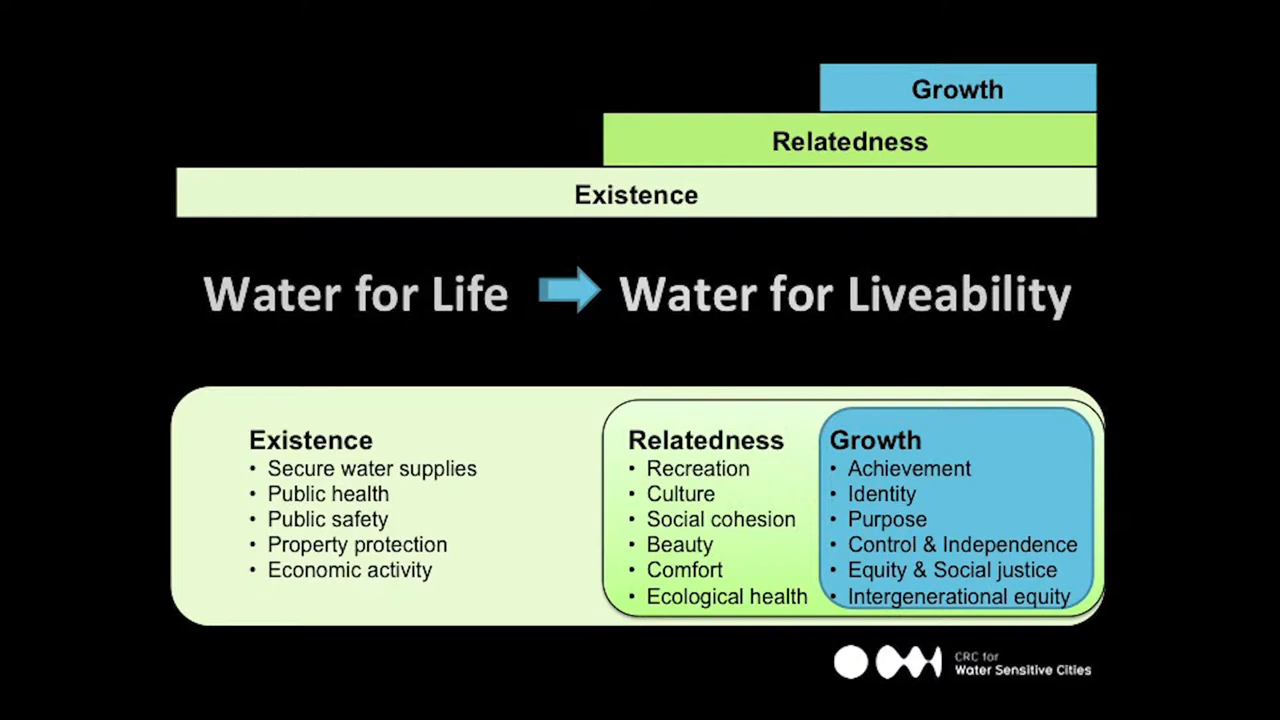 Growth
Relatedness
Existence
Water for Life
Water for Liveability
Existence
• Secure water supplies
• Public health
• Public safety
• Property protection
• Economic activity
Relatedness
• Recreation
• Culture
• Social cohesion
• Beauty
• Comfort
• Ecological health
Growth
• Achievement
• Identity
• Purpose
• Control & Independence
• Equity & Social justice
• Intergenerational equity
CRC for
Water Sensitive Cities